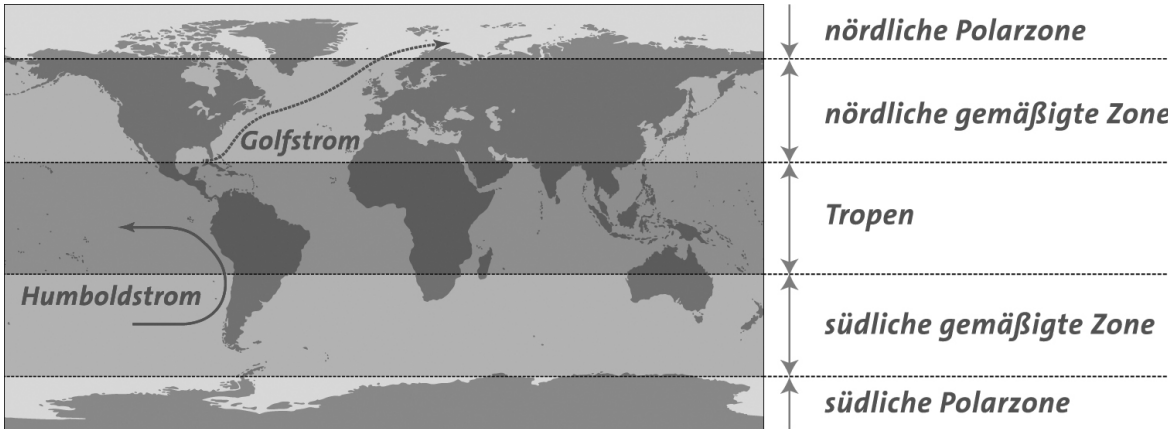 nördliche Polarzone
nördliche gemäßigte Zone
Golfstrom
Tropen
Humboldstrom
südliche gemäßigte Zone
südliche Polarzone